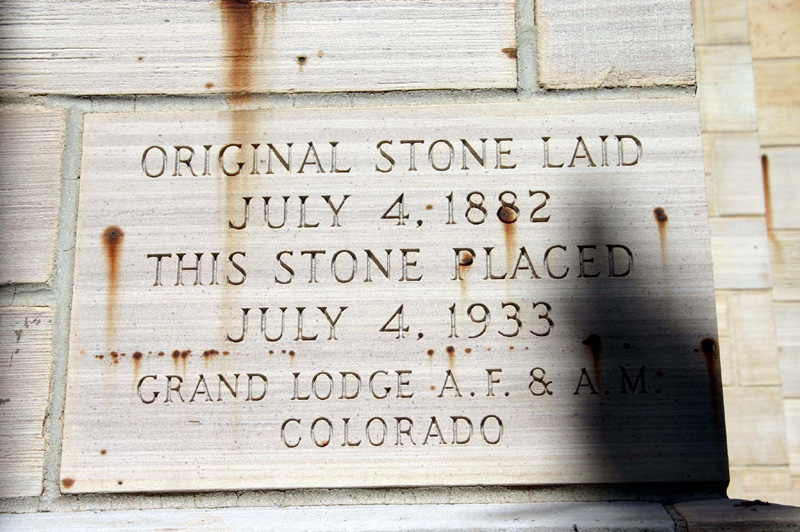 ORIGINAL STONE LAID
JULY 4, 1882
THIS STONE PLACED
JULY 4, 1933
GRAND LODGE A.F. & A.M.
COLORADO